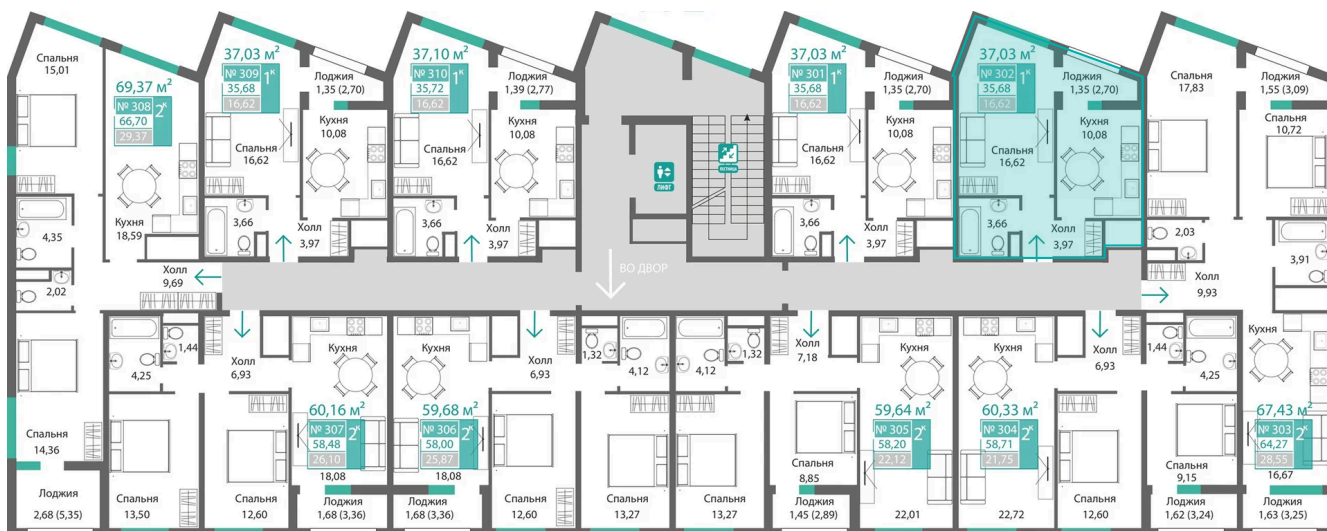 Спальня
15,01
69,37 м²
№ 308
66,70
29,37
2к
Кухня
18,59
4,35
2,02
Холл
9,69
Спальня
14,36
Лоджия
2,68 (5,35)
37,03 м²
№ 309
35,68
16,62
1к
Лоджия
1,35 (2,70)
Кухня
10,08
Спальня
16,62
3,66
Холл
3,97
37,10 м²
№ 310
35,72
16,62
1к
Лоджия
1,39 (2,77)
Кухня
10,08
Спальня
16,62
3,66
Холл
3,97
ЛИФТ
ЛЕСТНИЦА
ВО ДВОР
37,03 м²
№ 301
35,68
16,62
1к
Лоджия
1,35 (2,70)
Кухня
10,08
Спальня
16,62
3,66
Холл
3,97
37,03 м²
№ 302
35,68
16,62
1к
Лоджия
1,35 (2,70)
Кухня
10,08
Спальня
16,62
3,66
Холл
3,97
Спальня
17,83
Лоджия
1,55 (3,09)
Спальня
10,72
2,03
3,91
Холл
9,93
1,44
4,25
Холл
6,93
Кухня
60,16 м²
№ 307
58,48
26,10
2к
18,08
Спальня
13,50
Спальня
12,60
Лоджия
1,68 (3,36)
Кухня
Холл
6,93
1,32
4,12
59,68 м²
№ 306
58,00
25,87
2к
18,08
Лоджия
1,68 (3,36)
Спальня
12,60
Спальня
13,27
4,12
1,32
Холл
7,18
Кухня
59,64 м²
№ 305
58,20
22,12
2к
Спальня
13,27
Спальня
8,85
Лоджия
1,45 (2,89)
22,01
Кухня
Холл
6,93
1,44
4,25
60,33 м²
№ 304
58,71
21,75
2к
22,72
Спальня
12,60
Спальня
9,15
Лоджия
1,62 (3,24)
Кухня
67,43 м²
№ 303
64,27
28,55
2к
16,67
Лоджия
1,63 (3,25)